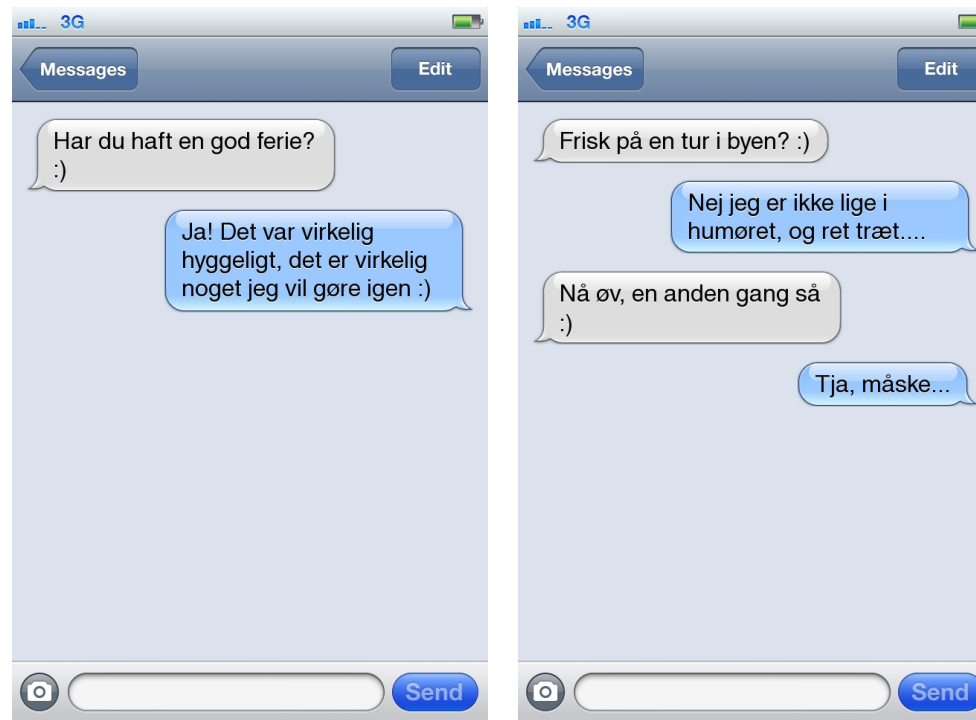 3G
Messages
Edit
Har du haft en god ferie?
:)
Ja! Det var virkelig
hyggeligt, det er virkelig
noget jeg vil gøre igen :)
Send
3G
Messages
Edit
Frisk på en tur i byen? :)
Nej jeg er ikke lige i
humøret, og ret træt....
Nå øv, en anden gang så
:)
Tja, måske...
Send